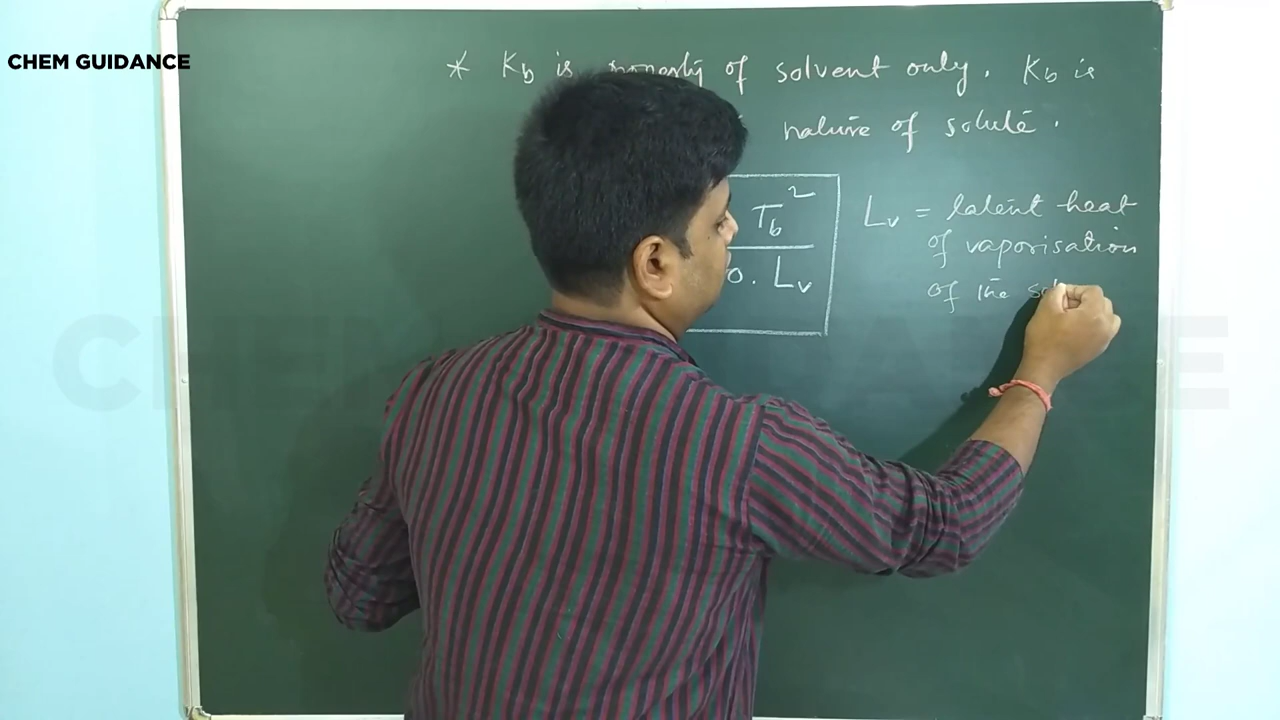 CHEM GUIDANCE
* Kb is property of solvent only. Kb is
nature of solute.
Tb²
0. Lv
Lv = latent heat
of vaporisation
of the